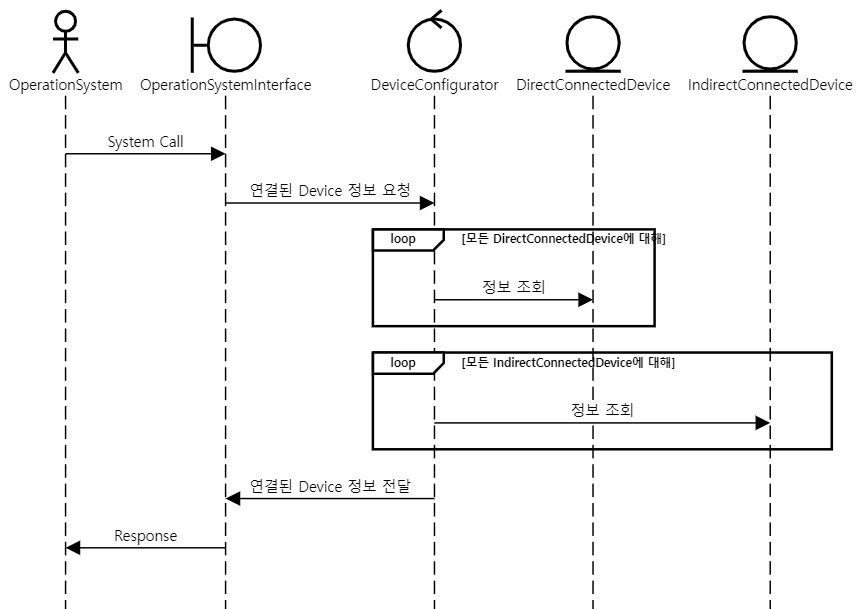 OperationSystem
OperationSystemInterface
DeviceConfigurator
DirectConnectedDevice
IndirectConnectedDevice
System Call
연결된 Device 정보 요청
loop
[모든 DirectConnectedDevice에 대해]
정보 조회
loop
[모든 IndirectConnectedDevice에 대해]
정보 조회
연결된 Device 정보 전달
Response